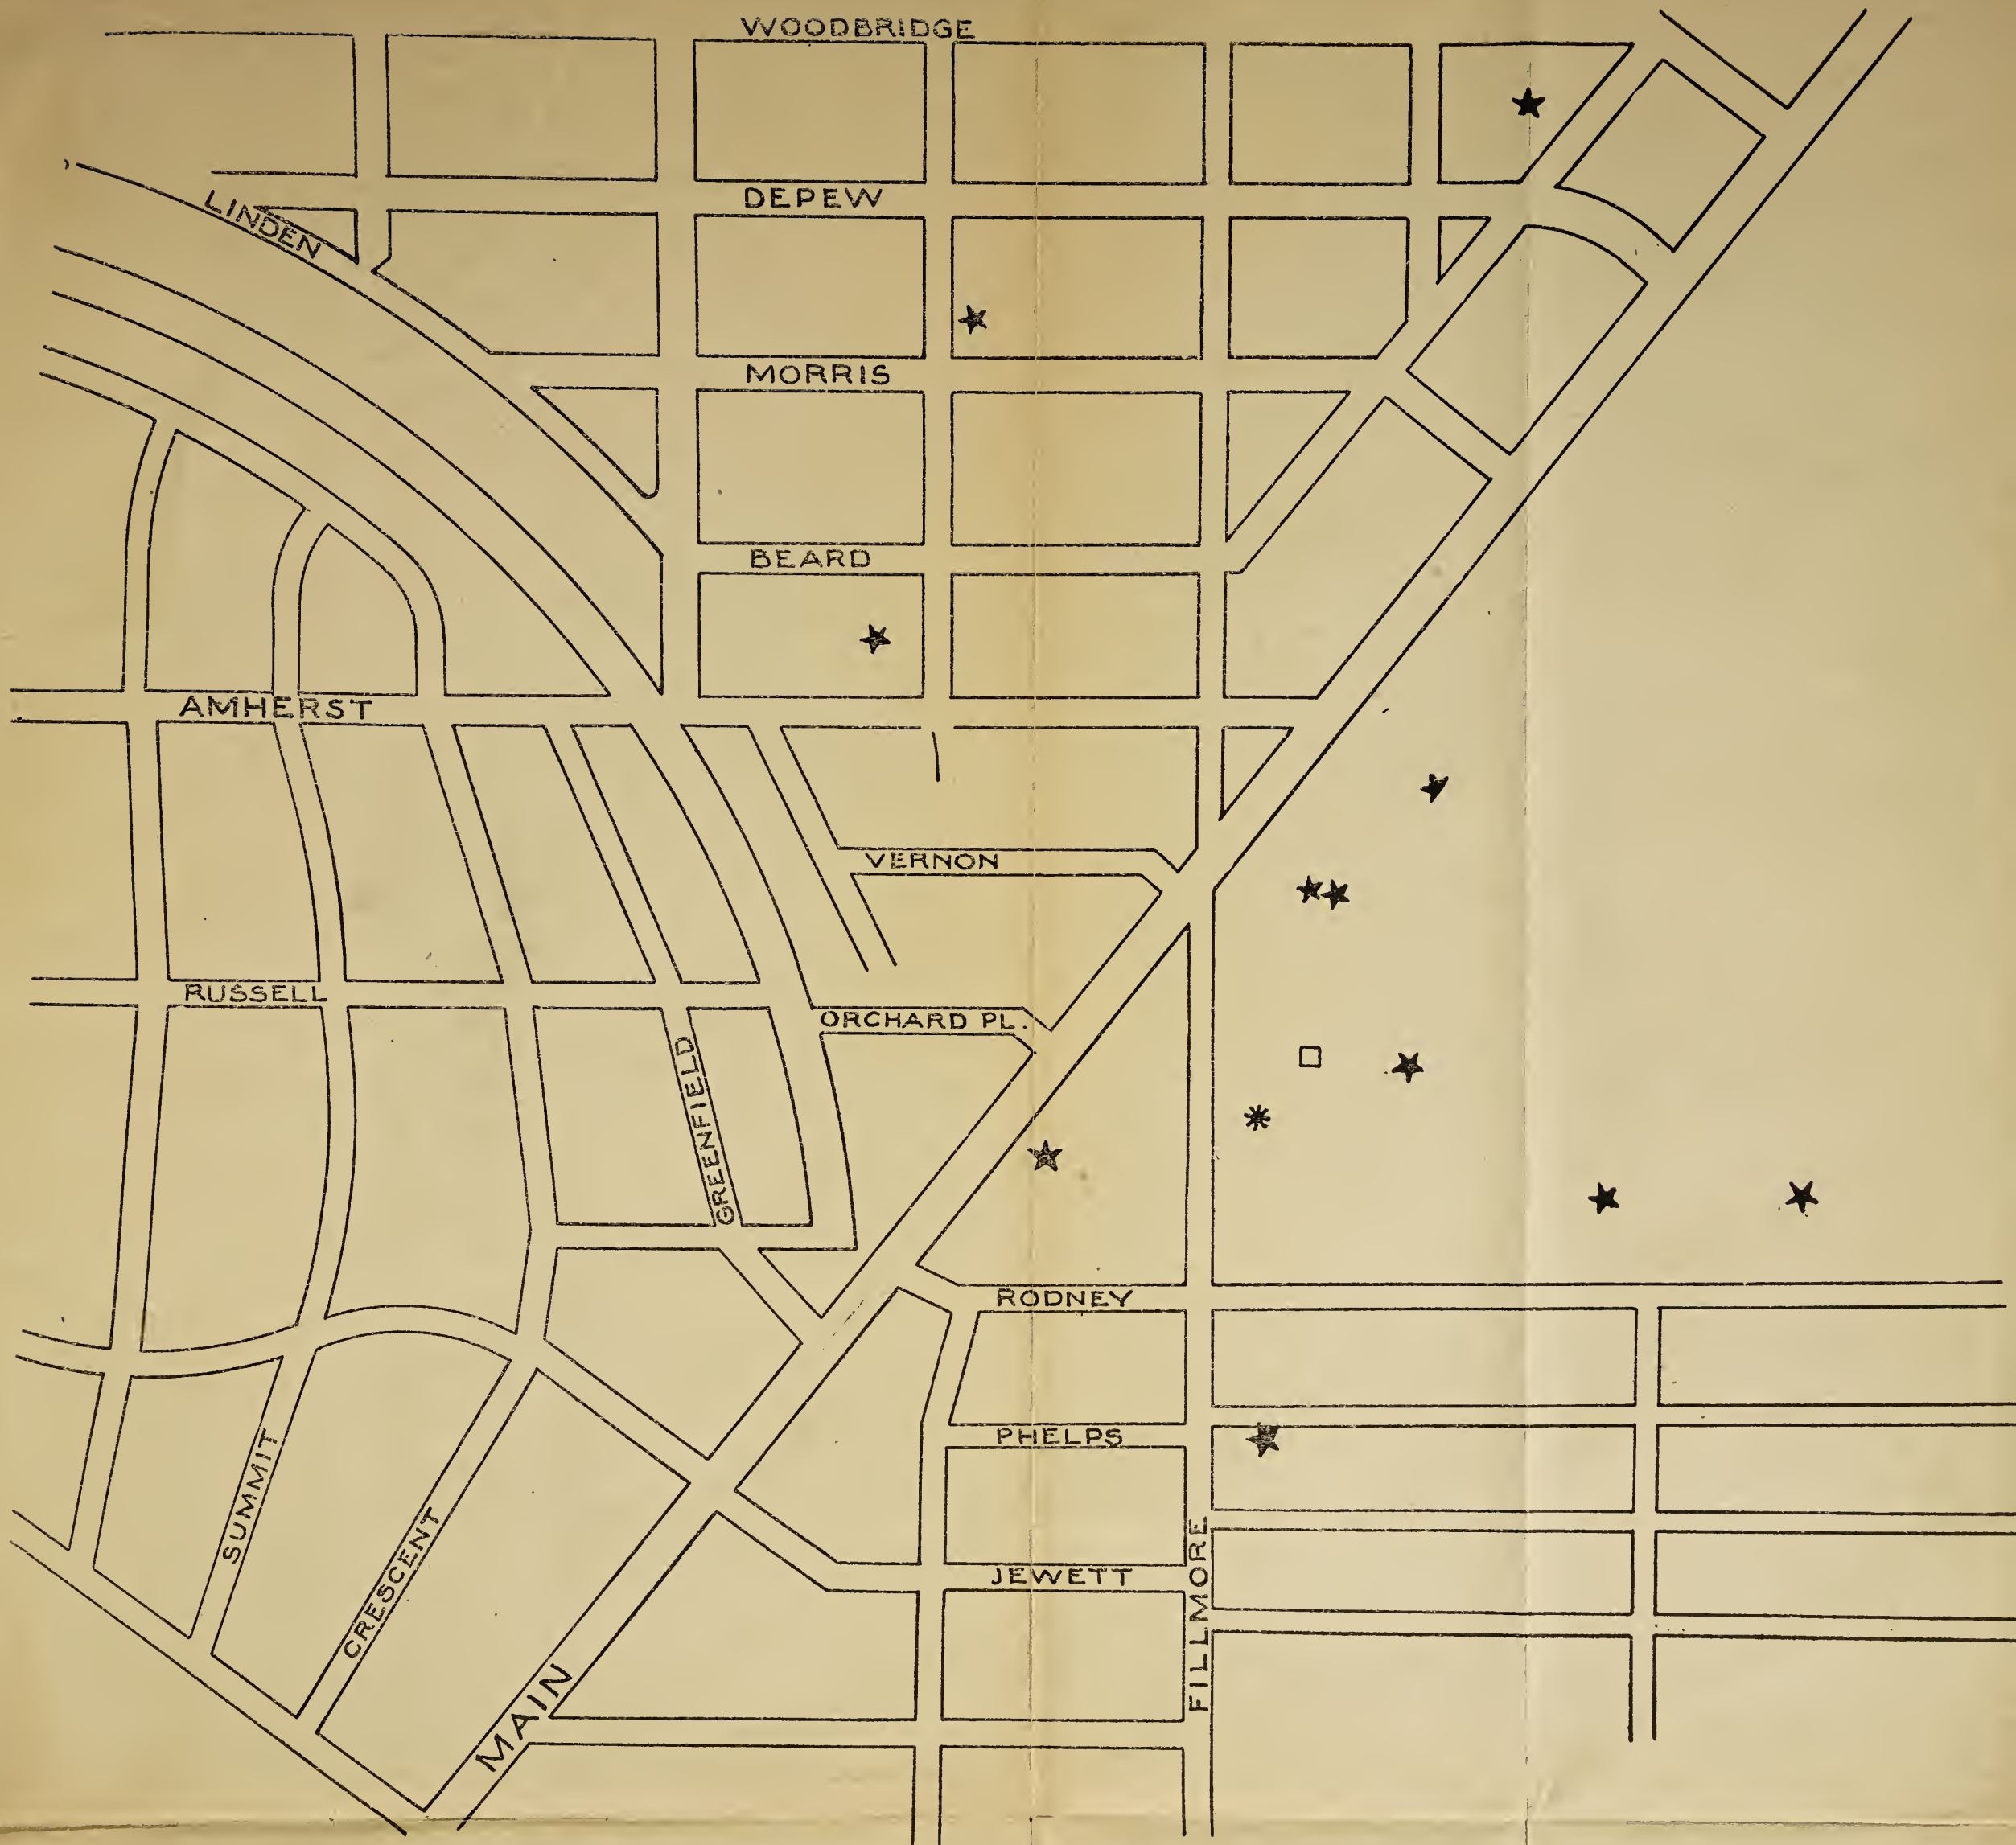 WOODBRIDGE
DEPEW
LINDEN
MORRIS
BEARD
AMHERST
VERNON
RUSSELL
ORCHARD PL.
GREENFIELD
RODNEY
PHELPS
SUMMIT
CRESCENT
JEWETT
FILLMORE
MAIN